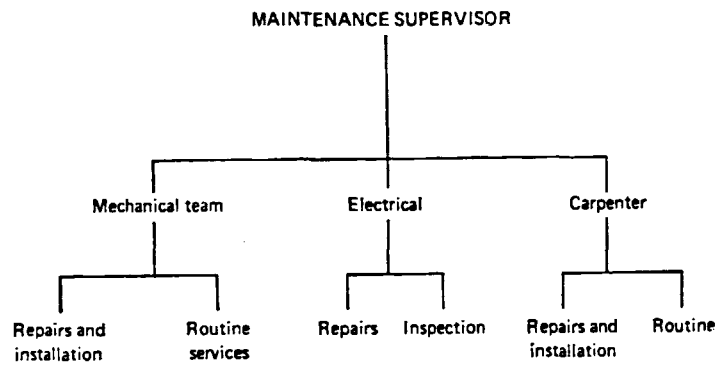 MAINTENANCE SUPERVISOR
Mechanical team
Electrical
Carpenter
Repairs and
installation
Routine
services
Repairs
Inspection
Repairs and
installation
Routine